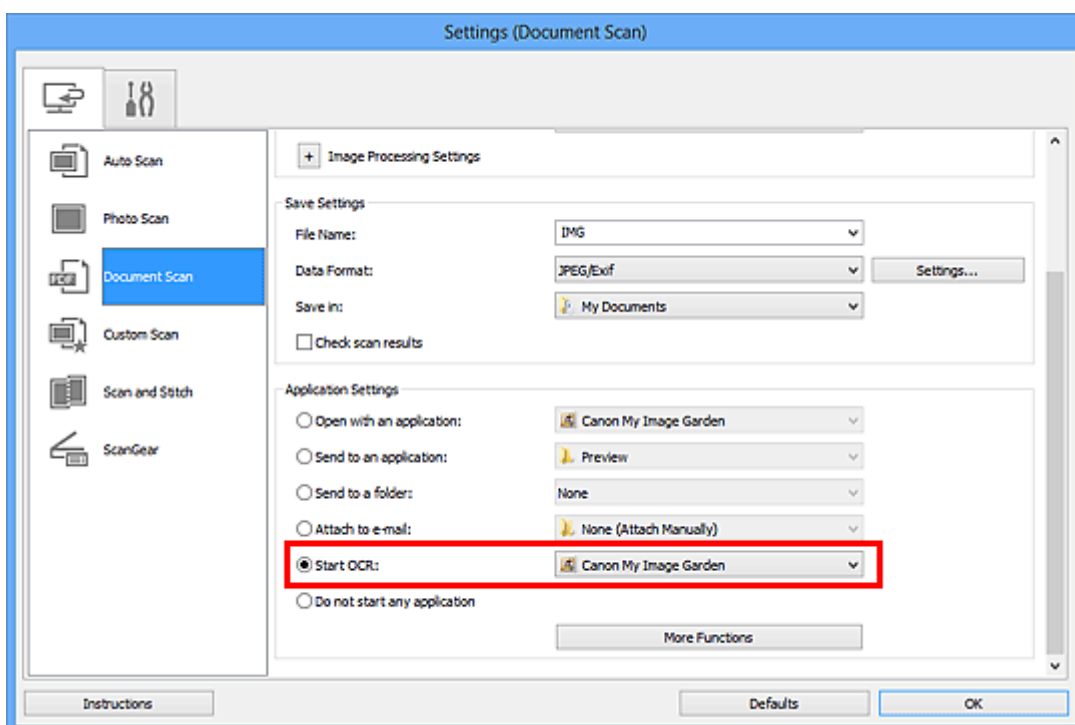 Settings (Document Scan)
Auto Scan
Photo Scan
Document Scan
Custom Scan
Scan and Stitch
ScanGear
+ Image Processing Settings
Save Settings
File Name: IMG
Data Format: JPEG/Exif Settings...
Save in: My Documents
Check scan results
Application Settings
Open with an application: Canon My Image Garden
Send to an application: Preview
Send to a folder: None
Attach to e-mail: None (Attach Manually)
Start OCR: Canon My Image Garden
Do not start any application
More Functions
Instructions Defaults OK